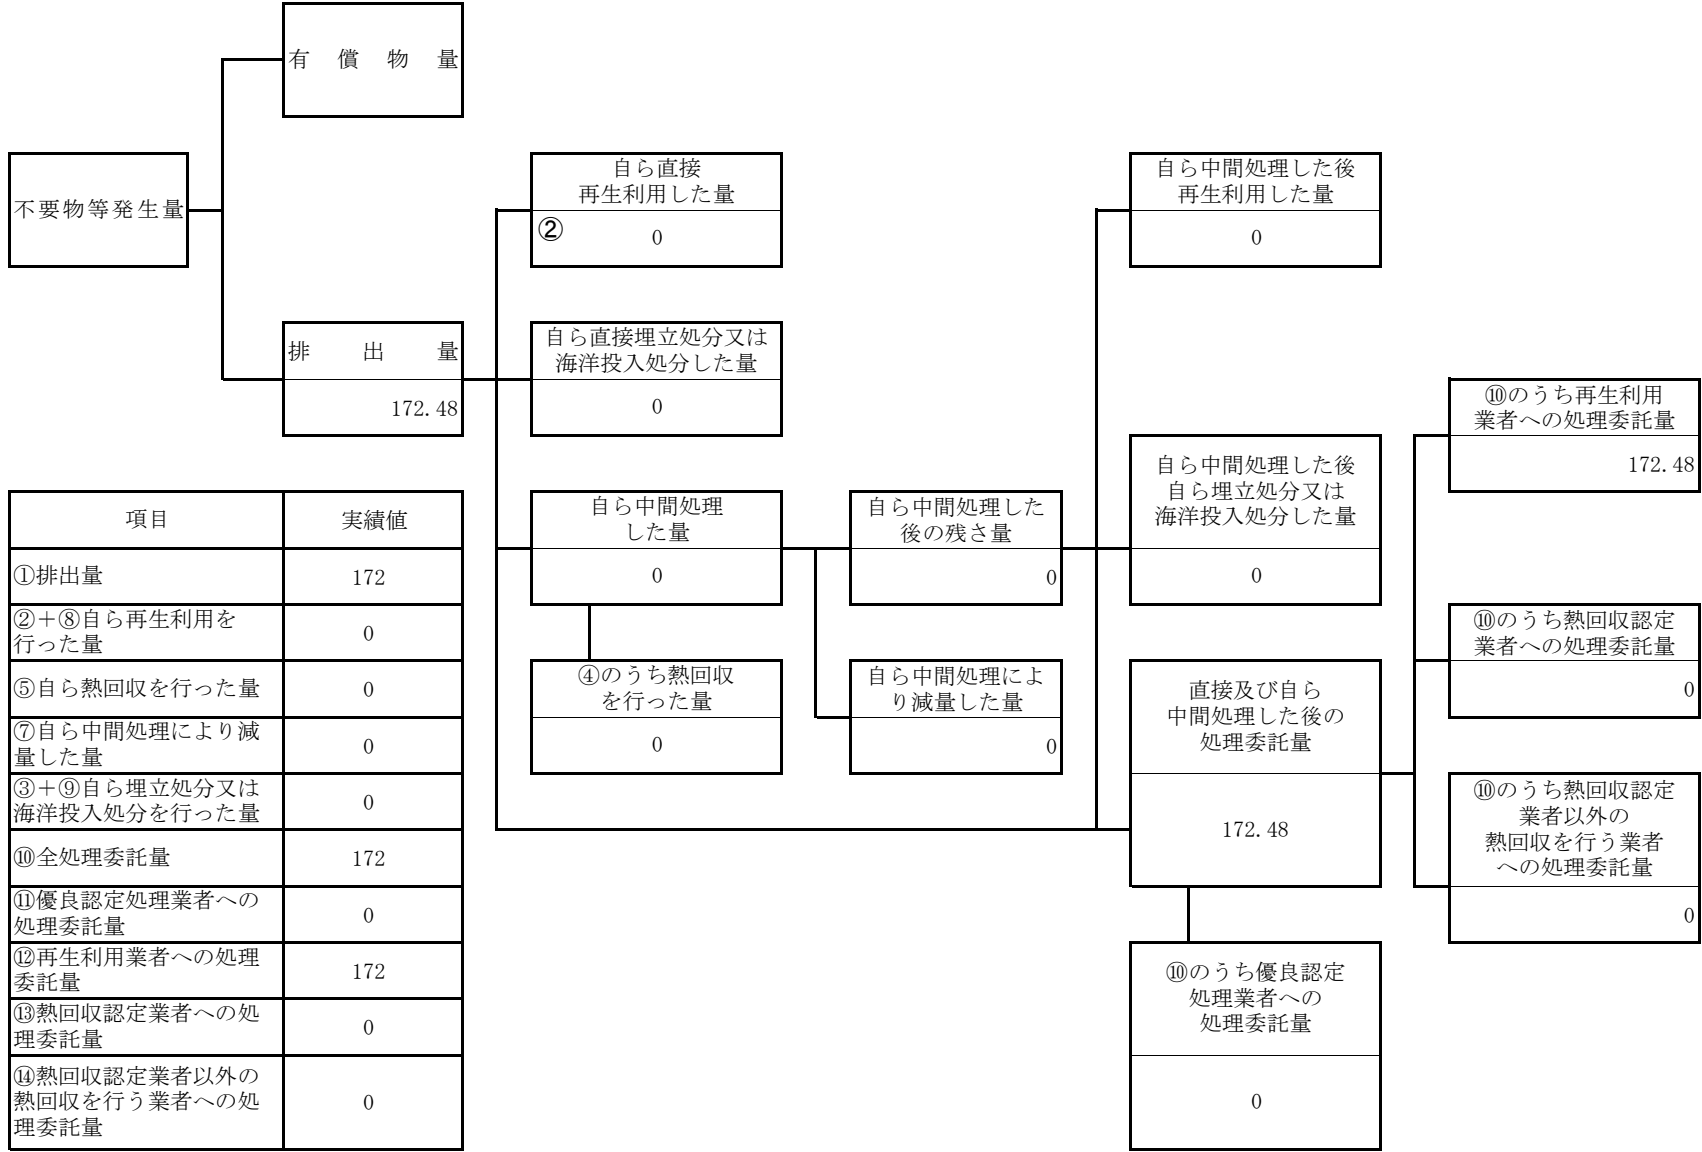 有償物量
不要物等発生量
自ら直接
再生利用した量
②
0
自ら中間処理した後
再生利用した量
0
排出量
172.48
自ら直接埋立処分又は
海洋投入処分した量
0
⑩のうち再生利用
業者への処理委託量
172.48
自ら中間処理
した量
0
自ら中間処理した
後の残さ量
0
自ら中間処理した後
自ら埋立処分又は
海洋投入処分した量
0
⑩のうち熱回収認定
業者への処理委託量
0
④のうち熱回収
を行った量
0
自ら中間処理によ
り減量した量
0
直接及び自ら
中間処理した後の
処理委託量
172.48
⑩のうち熱回収認定
業者以外の
熱回収を行う業者
への処理委託量
0
⑩のうち優良認定
処理業者への
処理委託量
0
項目 実績値
①排出量 172
②+⑧自ら再生利用を
行った量 0
⑤自ら熱回収を行った量 0
⑦自ら中間処理により減
量した量 0
③+⑨自ら埋立処分又は
海洋投入処分を行った量 0
⑩全処理委託量 172
⑪優良認定処理業者への
処理委託量 0
⑫再生利用業者への処理
委託量 172
⑬熱回収認定業者への処
理委託量 0
⑭熱回収認定業者以外の
熱回収を行う業者への処
理委託量 0